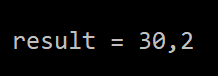 result = 30,2